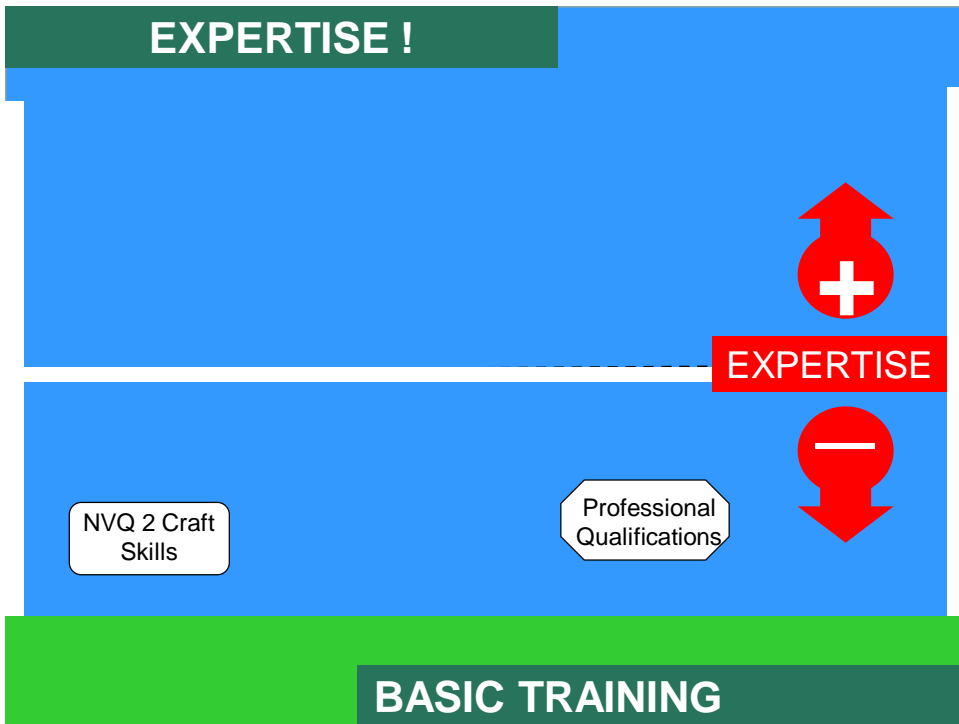 EXPERTISE !
EXPERTISE
NVQ 2 Craft
Skills
Professional
Qualifications
BASIC TRAINING